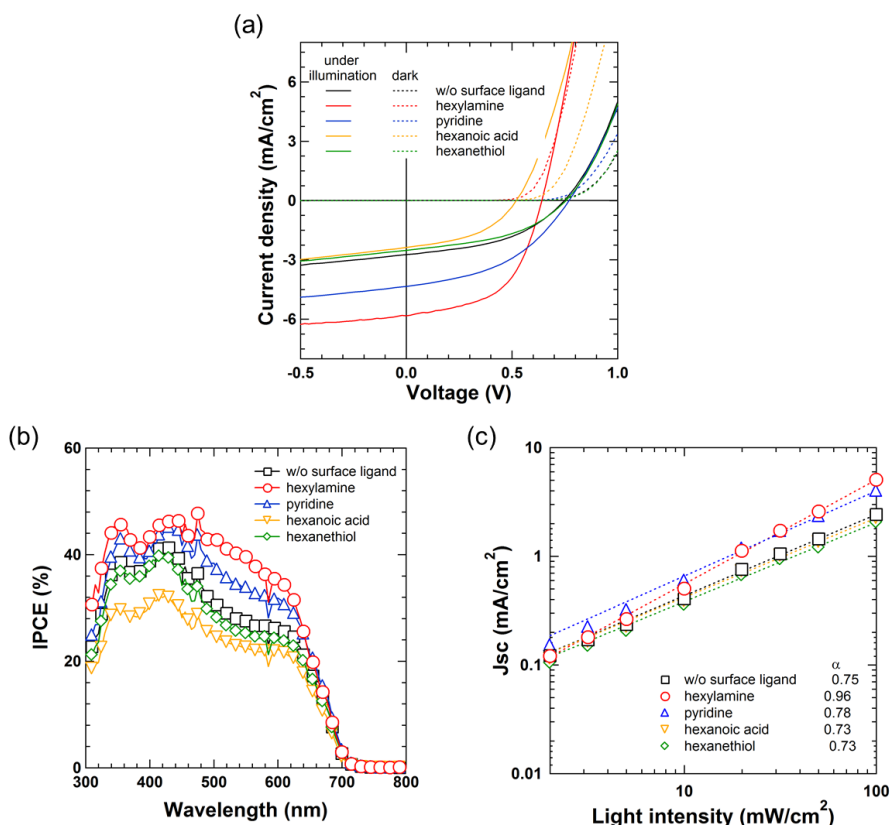 (a)
under
illumination
dark
w/o surface ligand
hexylamine
pyridine
hexanoic acid
hexanethiol
Current density (mA/cm²)
6
3
0
-3
-6
-0.5 0.0 0.5 1.0
Voltage (V)
(b)
IPCE (%)
60
40
20
0
w/o surface ligand
hexylamine
pyridine
hexanoic acid
hexanethiol
300 400 500 600 700 800
Wavelength (nm)
(c)
Jsc (mA/cm²)
10
1
0.1
0.01
α
w/o surface ligand 0.75
hexylamine 0.96
pyridine 0.78
hexanoic acid 0.73
hexanethiol 0.73
10 100
Light intensity (mW/cm²)